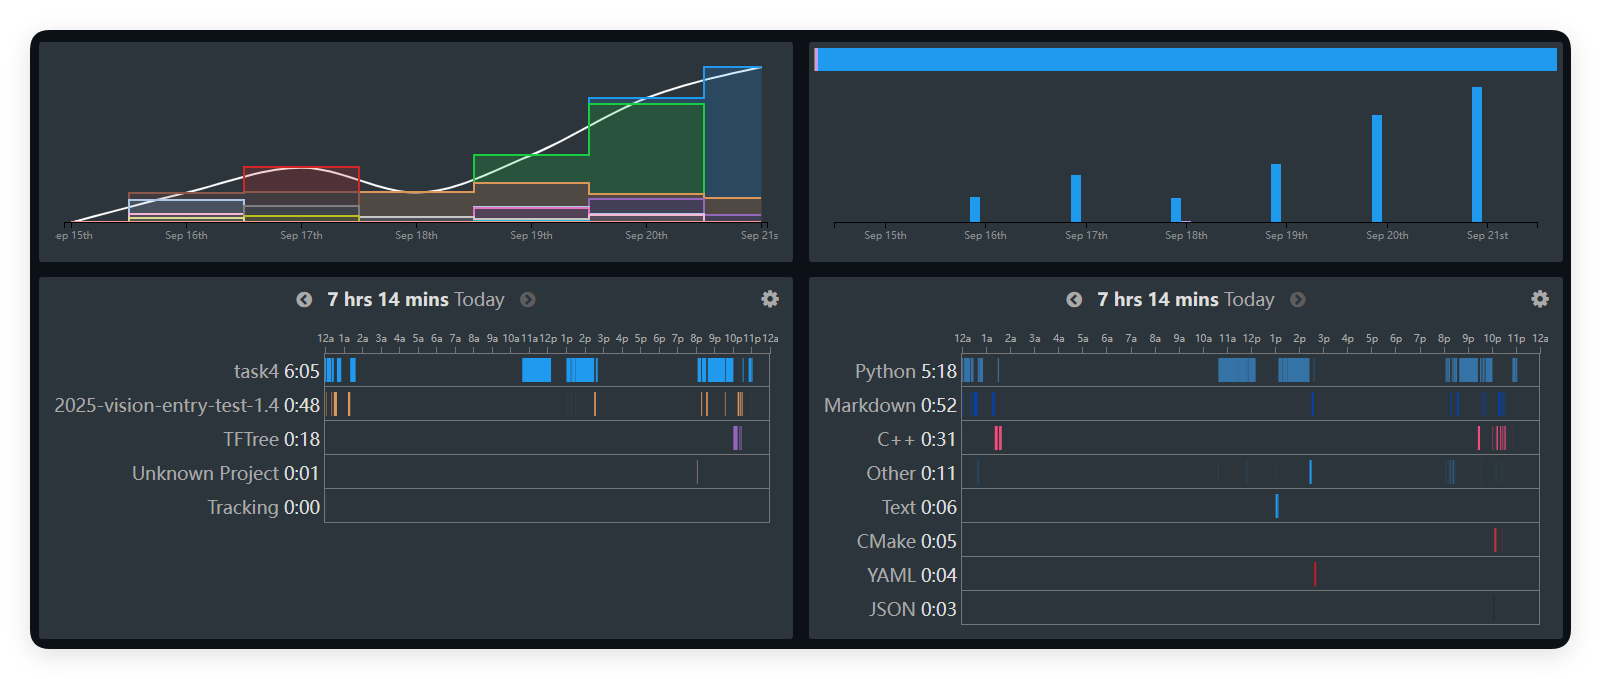 ep 15th Sep 16th Sep 17th Sep 18th Sep 19th Sep 20th Sep 21s
Sep 15th Sep 16th Sep 17th Sep 18th Sep 19th Sep 20th Sep 21st
7 hrs 14 mins Today
12a 1a 2a 3a 4a 5a 6a 7a 8a 9a 10a 11a 12p 1p 2p 3p 4p 5p 6p 7p 8p 9p 10p 11p 12a
task4 6:05
2025-vision-entry-test-1.4 0:48
TFTree 0:18
Unknown Project 0:01
Tracking 0:00
7 hrs 14 mins Today
12a 1a 2a 3a 4a 5a 6a 7a 8a 9a 10a 11a 12p 1p 2p 3p 4p 5p 6p 7p 8p 9p 10p 11p 12a
Python 5:18
Markdown 0:52
C++ 0:31
Other 0:11
Text 0:06
CMake 0:05
YAML 0:04
JSON 0:03